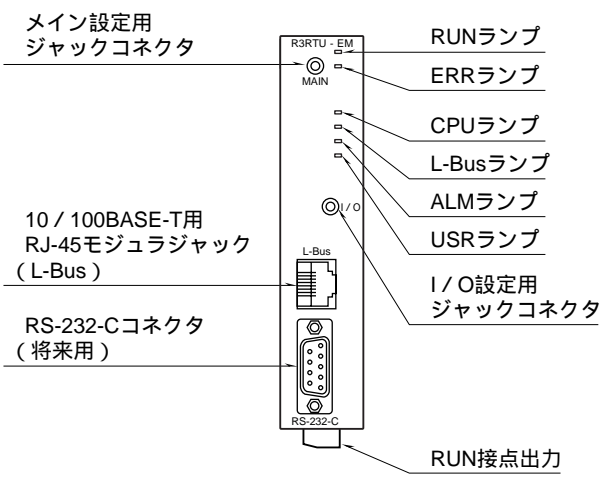 メイン設定用
ジャックコネクタ
R3RTU - EM
MAIN
RUNランプ
ERRランプ
CPUランプ
L-Busランプ
ALMランプ
USRランプ
I / O
I / O設定用
ジャックコネクタ
10 / 100BASE-T用
RJ-45モジュラジャック
( L-Bus )
L-Bus
RS-232-Cコネクタ
( 将来用 )
RS-232-C
RUN接点出力